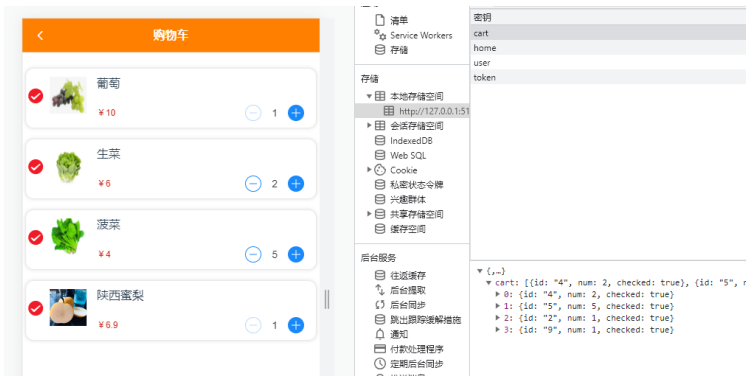 购物车
葡萄
¥10
1
生菜
¥6
2
菠菜
¥4
5
陕西蜜梨
¥6.9
1
清单
Service Workers
存储
存储
本地存储空间
http://127.0.0.1:51
会话存储空间
IndexedDB
Web SQL
Cookie
私密状态令牌
兴趣群体
共享存储空间
缓存空间
后台服务
往返缓存
后台提取
后台同步
跳出跟踪缓解措施
通知
付款处理程序
定期后台同步
密钥
cart
home
user
token
▼ {,…}
▼ cart: [{id: "4", num: 2, checked: true}, {id: "5",
▶ 0: {id: "4", num: 2, checked: true}
▶ 1: {id: "5", num: 5, checked: true}
▶ 2: {id: "2", num: 1, checked: true}
▶ 3: {id: "9", num: 1, checked: true}